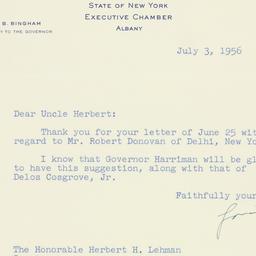 STATE OF NEW YORK
EXECUTIVE CHAMBER
ALBANY
B. BINGHAM
TO THE GOVERNOR
July 3, 1956
Dear Uncle Herbert:
Thank you for your letter of June 25 wit
regard to Mr. Robert Donovan of Delhi, New Yo
I know that Governor Harriman will be gl
to have this suggestion, along with that of
Delos Cosgrove, Jr.
Faithfully your
The Honorable Herbert H. Lehman